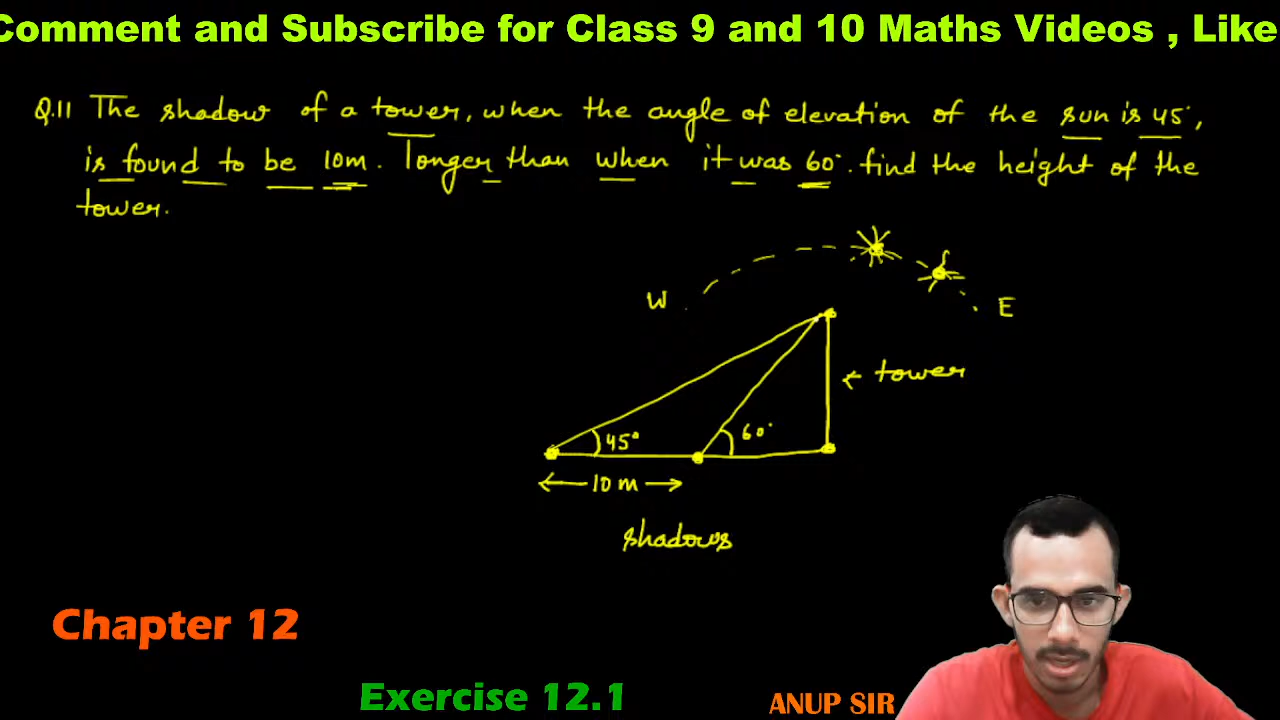 Comment and Subscribe for Class 9 and 10 Maths Videos , Like
Q.11 The shadow of a tower, when the angle of elevation of the sun is 45°,
is found to be 10m. Longer than when it was 60°. find the height of the
tower.
W
E
← tower
45°
60°
← 10 m →
shadows
Chapter 12
Exercise 12.1
ANUP SIR